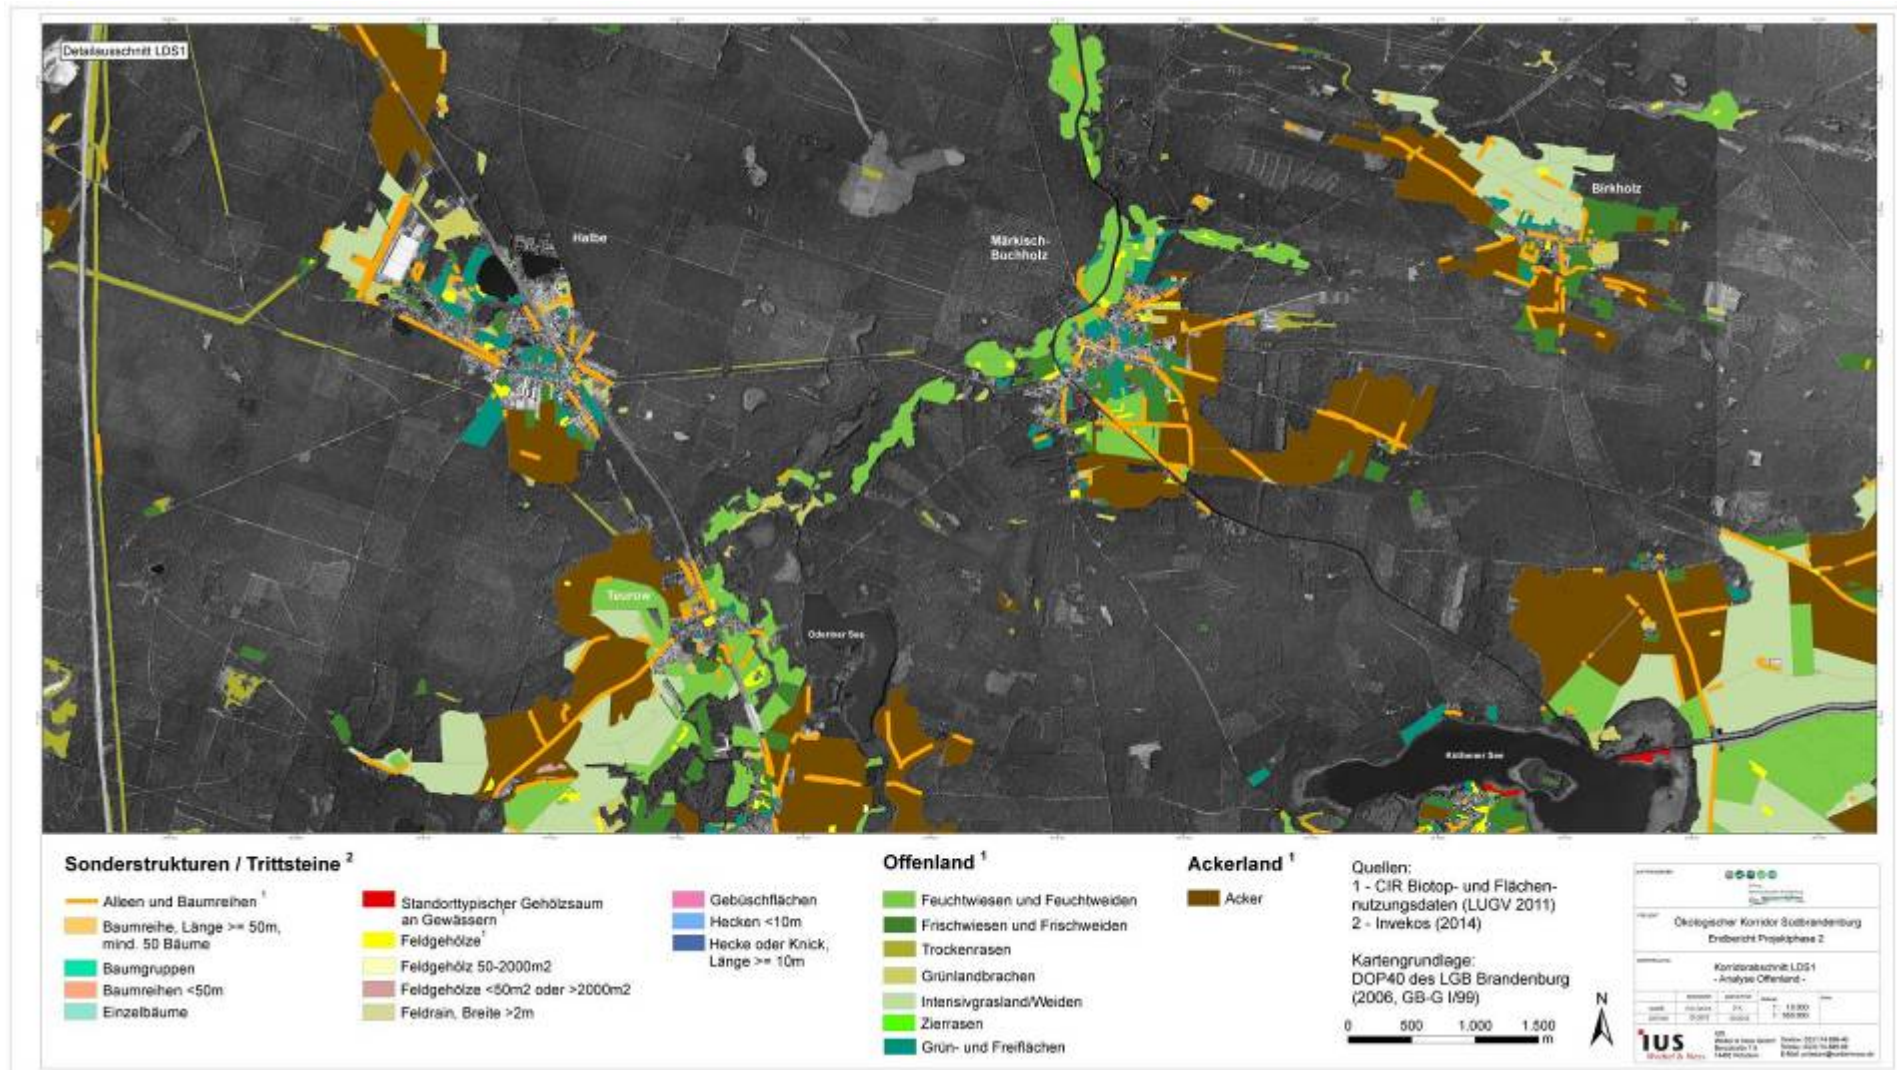 Detailausschnitt LDS1
Birkholz
Halbe
Märkisch-
Buchholz
Teurow
Oderiner See
Köthener See
Sonderstrukturen / Trittsteine 2
Alleen und Baumreihen 1
Baumreihe, Länge >= 50m,
mind. 50 Bäume
Baumgruppen
Baumreihen <50m
Einzelbäume
Standorttypischer Gehölzsaum
an Gewässern 1
Feldgehölze 1
Feldgehölz 50-2000m2
Feldgehölze <50m2 oder >2000m2
Feldrain, Breite >2m
Gebüschflächen
Hecken <10m
Hecke oder Knick,
Länge >= 10m
Offenland 1
Feuchtwiesen und Feuchtweiden
Frischwiesen und Frischweiden
Trockenrasen
Grünlandbrachen
Intensivgrasland/Weiden
Zierrasen
Grün- und Freiflächen
Ackerland 1
Acker
Quellen:
1 - CIR Biotop- und Flächen-
nutzungsdaten (LUGV 2011)
2 - Invekos (2014)
Kartengrundlage:
DOP40 des LGB Brandenburg
(2006, GB-G I/99)
0 500 1.000 1.500
m
N
Ökologischer Korridor Südbrandenburg
Endbericht Projektphase 2
Korridorabschnitt LDS1
- Analyse Offenland -
IUS
Weibel & Ness